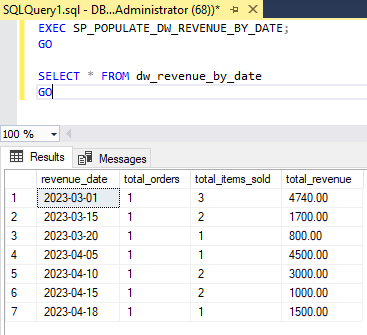 SQLQuery1.sql - DB...Administrator (68))*
EXEC SP_POPULATE_DW_REVENUE_BY_DATE;
GO
SELECT * FROM dw_revenue_by_date
GO
100 %
Results Messages
revenue_date total_orders total_items_sold total_revenue
1 2023-03-01 1 3 4740.00
2 2023-03-15 1 2 1700.00
3 2023-03-20 1 1 800.00
4 2023-04-05 1 1 4500.00
5 2023-04-10 1 2 3000.00
6 2023-04-15 1 2 1000.00
7 2023-04-18 1 1 1500.00